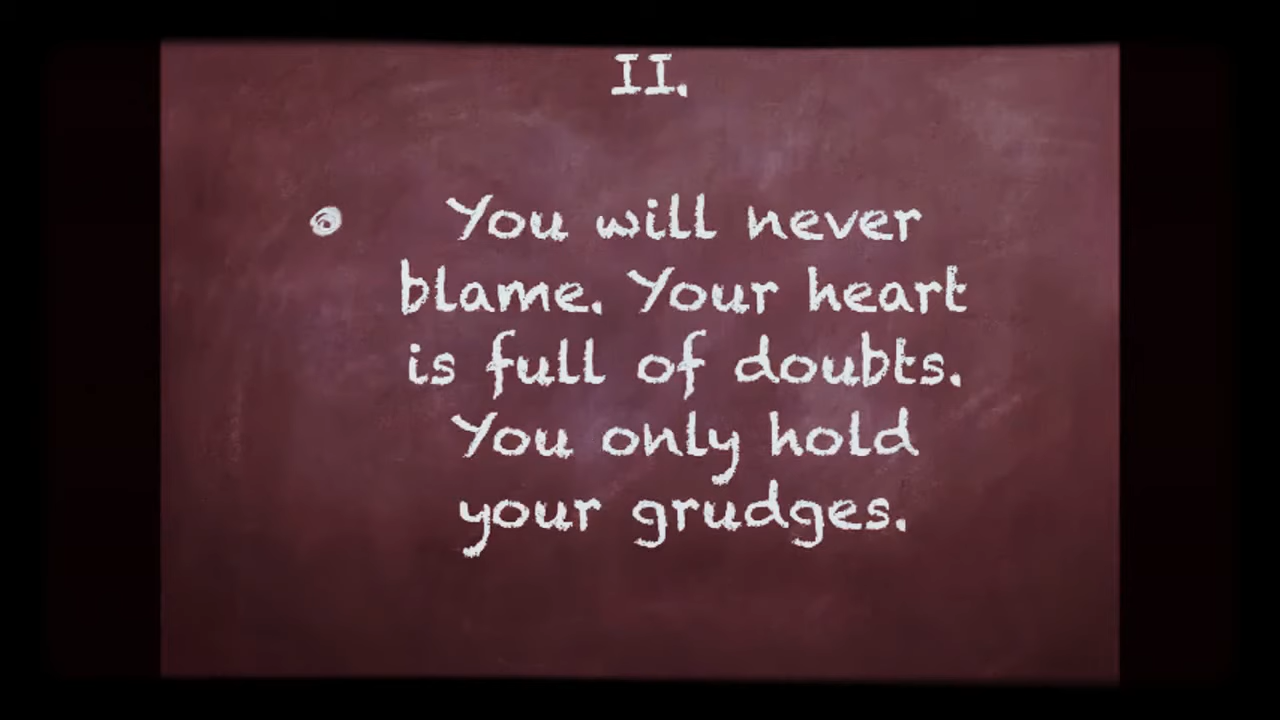 II.
You will never
blame. Your heart
is full of doubts.
You only hold
your grudges.